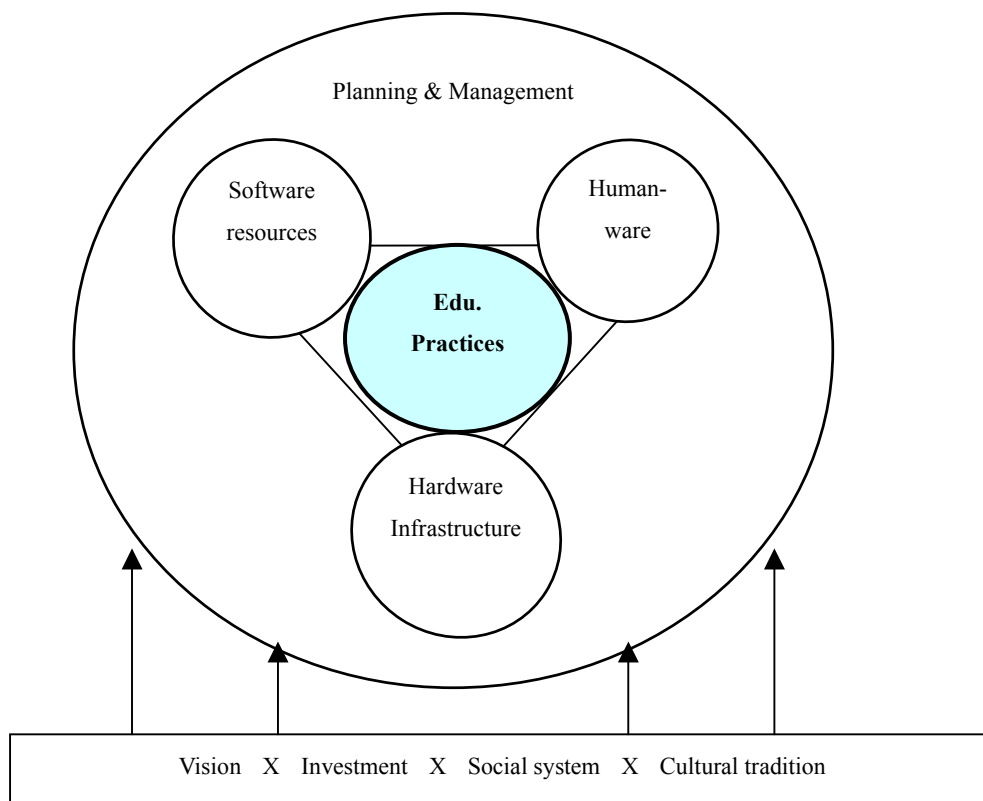 Planning & Management
Software
resources
Human-
ware
Edu.
Practices
Hardware
Infrastructure
Vision X Investment X Social system X Cultural tradition